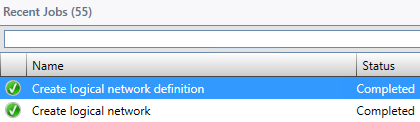 Recent Jobs (55)
Name Status
Create logical network definition Completed
Create logical network Completed